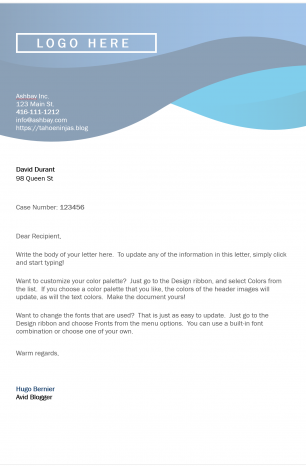 LOGO HERE
Ashbay Inc.
123 Main St
416-111-1212
info@ashbay.com
https://tahoeninjas.blog
David Durant
98 Queen St
Case Number: 123456
Dear Recipient,
Write the body of your letter here. To update any of the information in this letter, simply click
and start typing!
Want to customize your color palette? Just go to the Design ribbon, and select Colors from
the list. If you choose a color palette that you like, the colors of the header images will
update, as will the text colors. Make the document yours!
Want to change the fonts that are used? That is just as easy to update. Just go to the
Design ribbon and choose Fronts from the menu options. You can use a built-in font
combination or choose one of your own.
Warm regards,
Hugo Bernier
Avid Blogger